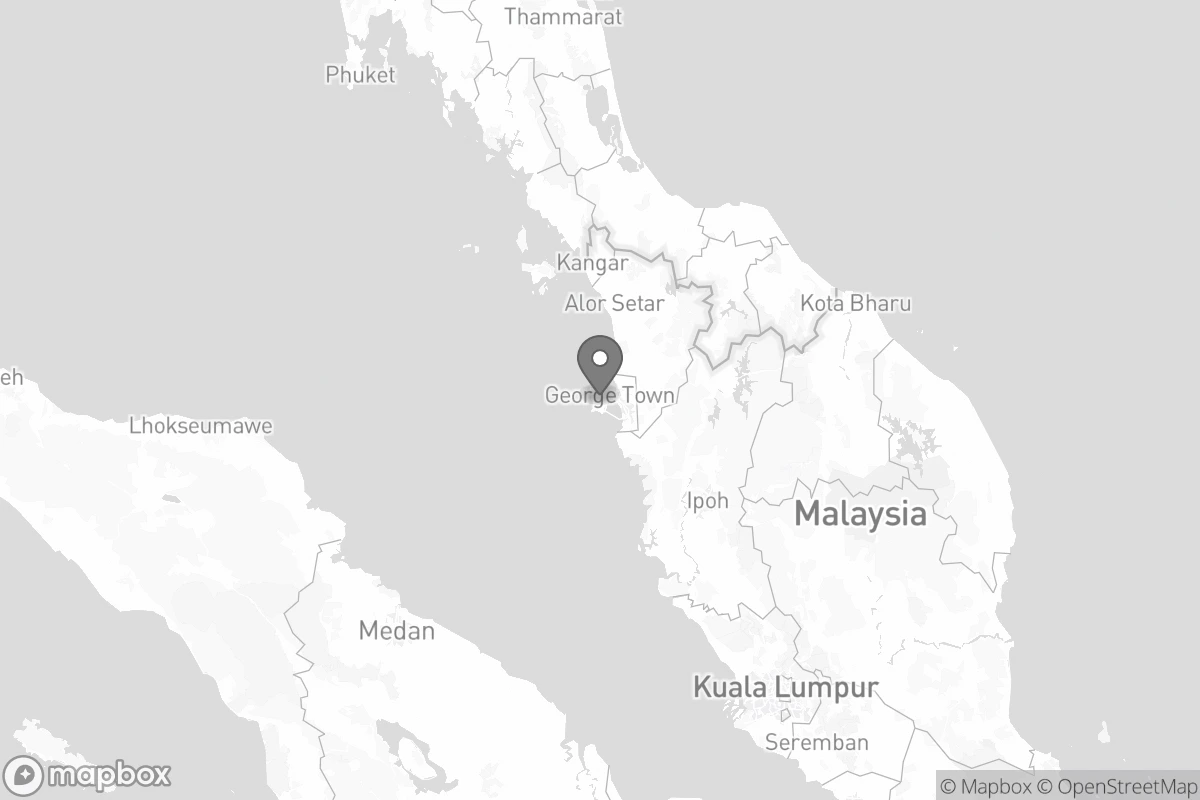 Thammarat
Phuket
Kangar
Alor Setar
Kota Bharu
eh
George Town
Lhokseumawe
Ipoh
Malaysia
Medan
Kuala Lumpur
Seremban
mapbox
© Mapbox © OpenStreetMap